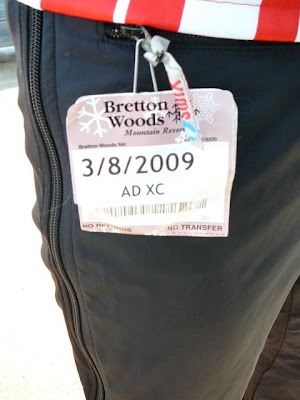 Bretton
Woods
Mountain Resort
Bretton Woods NH
3/8/2009
AD XC
NO REFUNDS
NO TRANSFER